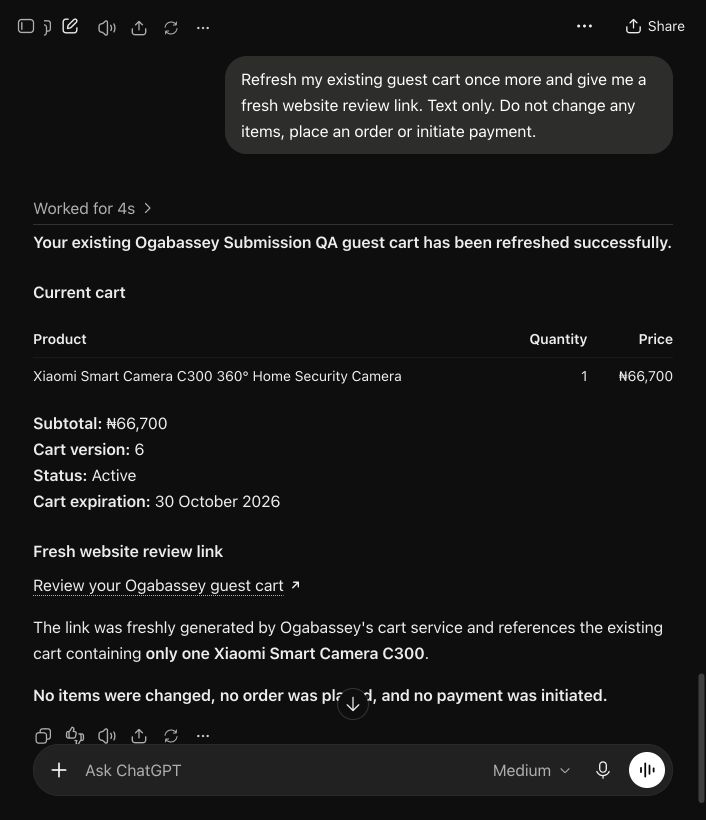 Share
Refresh my existing guest cart once more and give me a
fresh website review link. Text only. Do not change any
items, place an order or initiate payment.
Worked for 4s
Your existing Ogabassey Submission QA guest cart has been refreshed successfully.
Current cart
Product Quantity Price
Xiaomi Smart Camera C300 360° Home Security Camera 1 ₦66,700
Subtotal: ₦66,700
Cart version: 6
Status: Active
Cart expiration: 30 October 2026
Fresh website review link
Review your Ogabassey guest cart
The link was freshly generated by Ogabassey's cart service and references the existing
cart containing only one Xiaomi Smart Camera C300.
No items were changed, no order was placed, and no payment was initiated.
Ask ChatGPT Medium